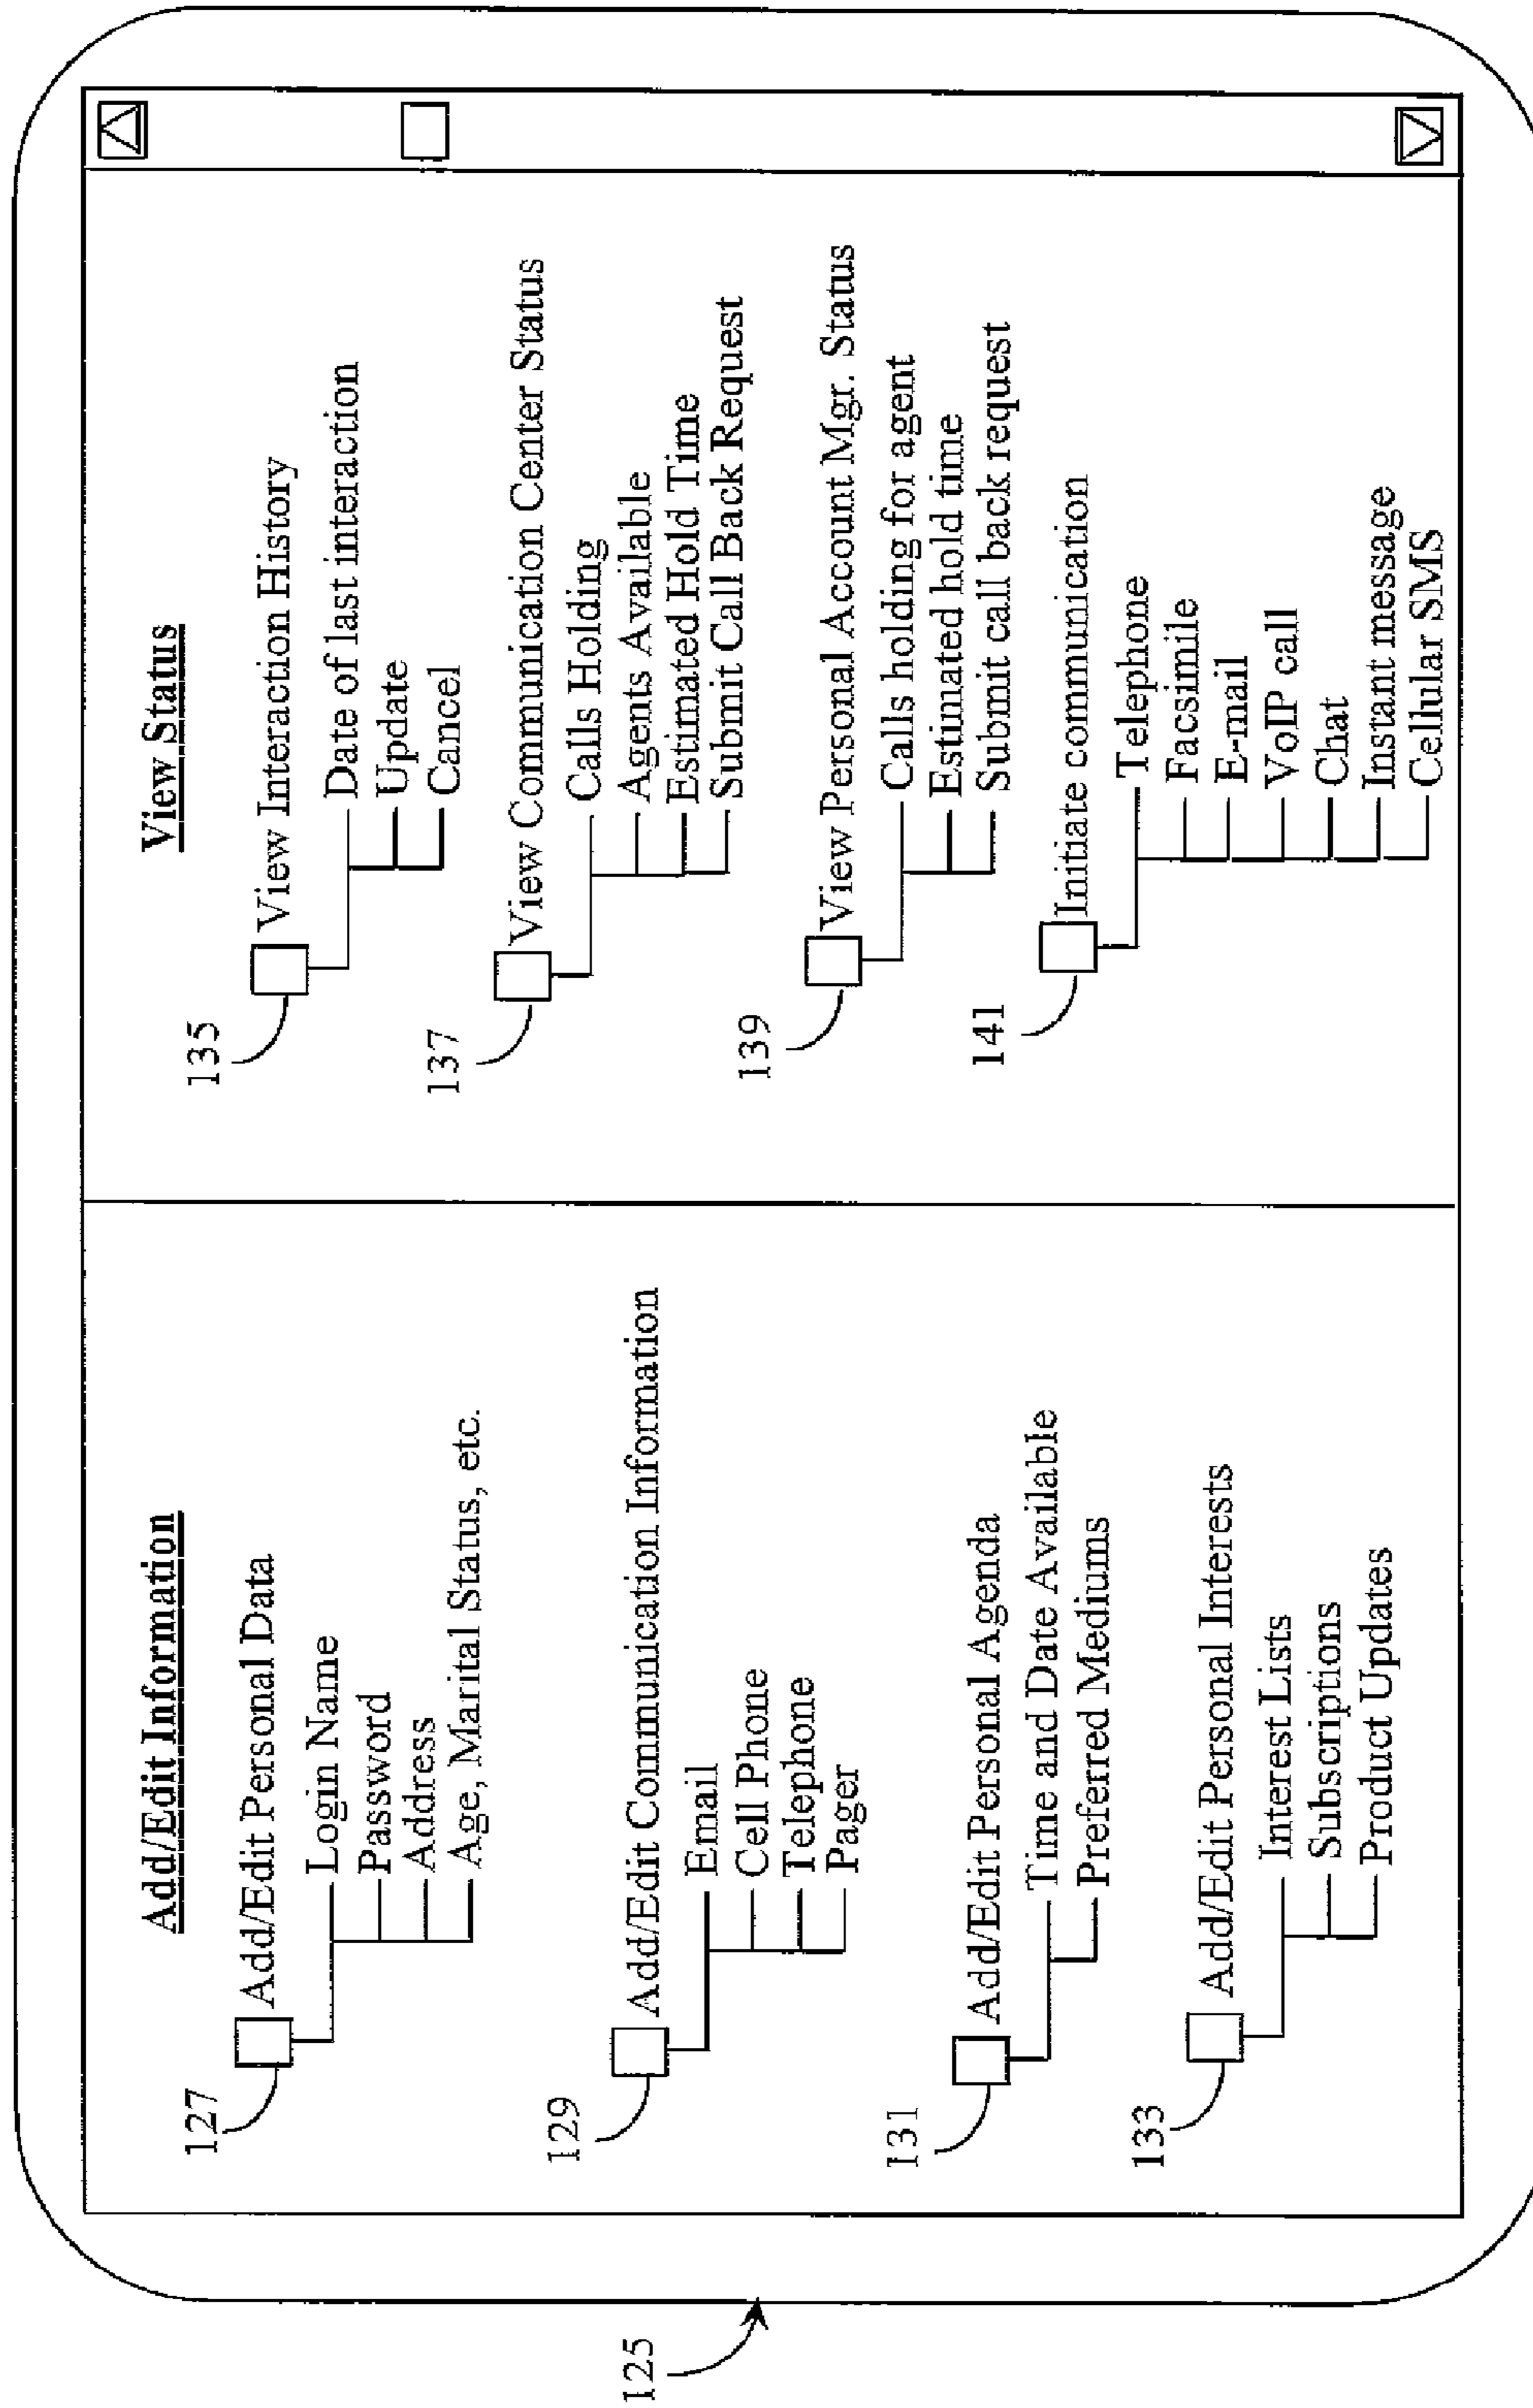 125
Add/Edit Information
127
Add/Edit Personal Data
Login Name
Password
Address
Age, Marital Status, etc.
129
Add/Edit Communication Information
Email
Cell Phone
Telephone
Pager
131
Add/Edit Personal Agenda
Time and Date Available
Preferred Mediums
133
Add/Edit Personal Interests
Interest Lists
Subscriptions
Product Updates
View Status
135
View Interaction History
Date of last interaction
Update
Cancel
137
View Communication Center Status
Calls Holding
Agents Available
Estimated Hold Time
Submit Call Back Request
139
View Personal Account Mgr. Status
Calls holding for agent
Estimated hold time
Submit call back request
141
Initiate communication
Telephone
Facsimile
E-mail
VoIP call
Chat
Instant message
Cellular SMS